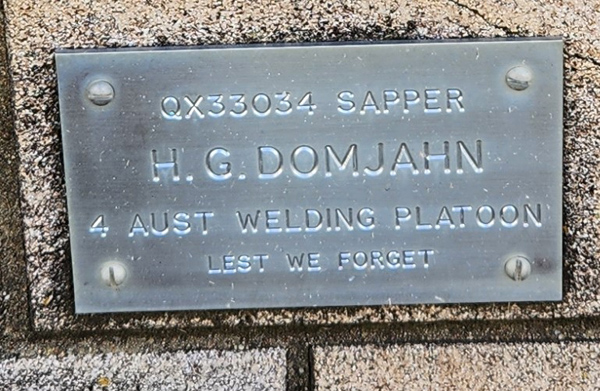 QX33034 SAPPER
H. G. DOMJAHN
4 AUST WELDING PLATOON
LEST WE FORGET